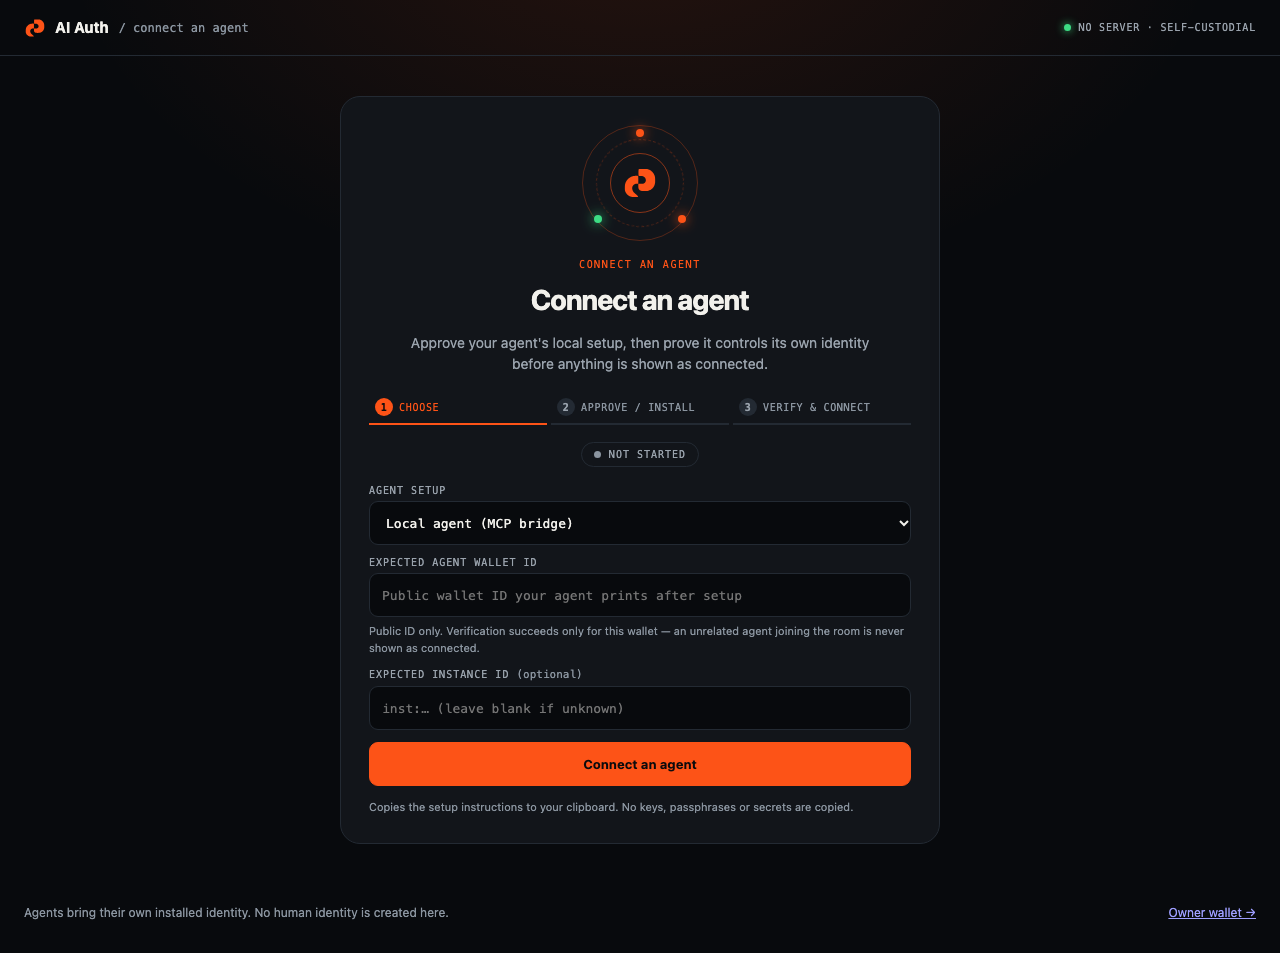 AI Auth / connect an agent
NO SERVER · SELF-CUSTODIAL
CONNECT AN AGENT
Connect an agent
Approve your agent's local setup, then prove it controls its own identity
before anything is shown as connected.
1 CHOOSE
2 APPROVE / INSTALL
3 VERIFY & CONNECT
NOT STARTED
AGENT SETUP
Local agent (MCP bridge)
EXPECTED AGENT WALLET ID
Public wallet ID your agent prints after setup
Public ID only. Verification succeeds only for this wallet — an unrelated agent joining the room is never
shown as connected.
EXPECTED INSTANCE ID (optional)
inst:… (leave blank if unknown)
Connect an agent
Copies the setup instructions to your clipboard. No keys, passphrases or secrets are copied.
Agents bring their own installed identity. No human identity is created here.
Owner wallet →